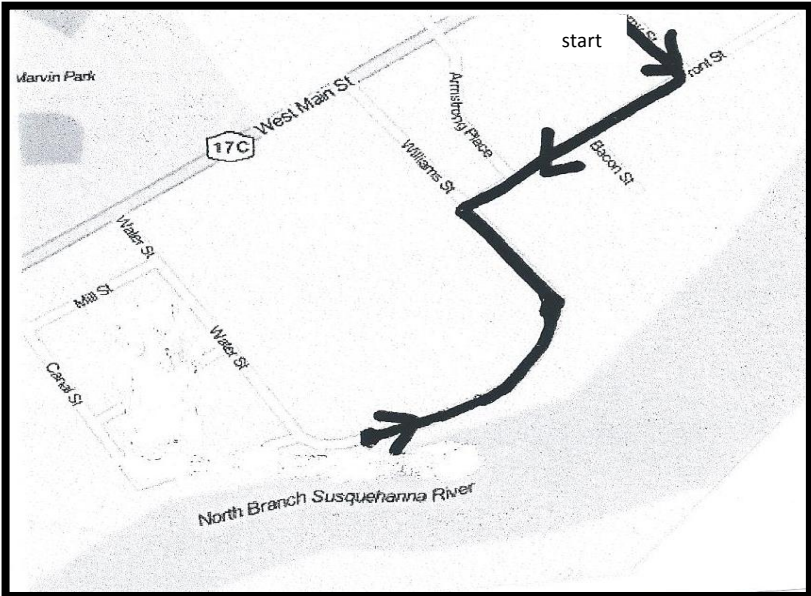 start
Front St
Marvin Park
West Main St
17C
Armstrong Place
Williams St
Bacon St
Water St
Mill St
Water St
Canal St
North Branch Susquehanna River